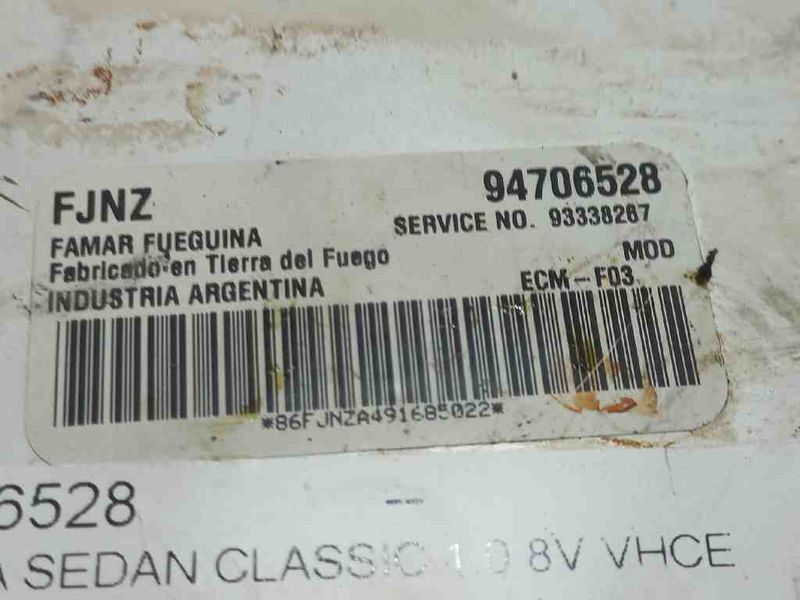 FJNZ
94706528
FAMAR FUEGUINA
SERVICE NO. 93338267
Fabricado en Tierra del Fuego
MOD
INDUSTRIA ARGENTINA
ECM-F03
*86FJNZA491685022*
6528
A SEDAN CLASSIC 1.0 8V VHCE